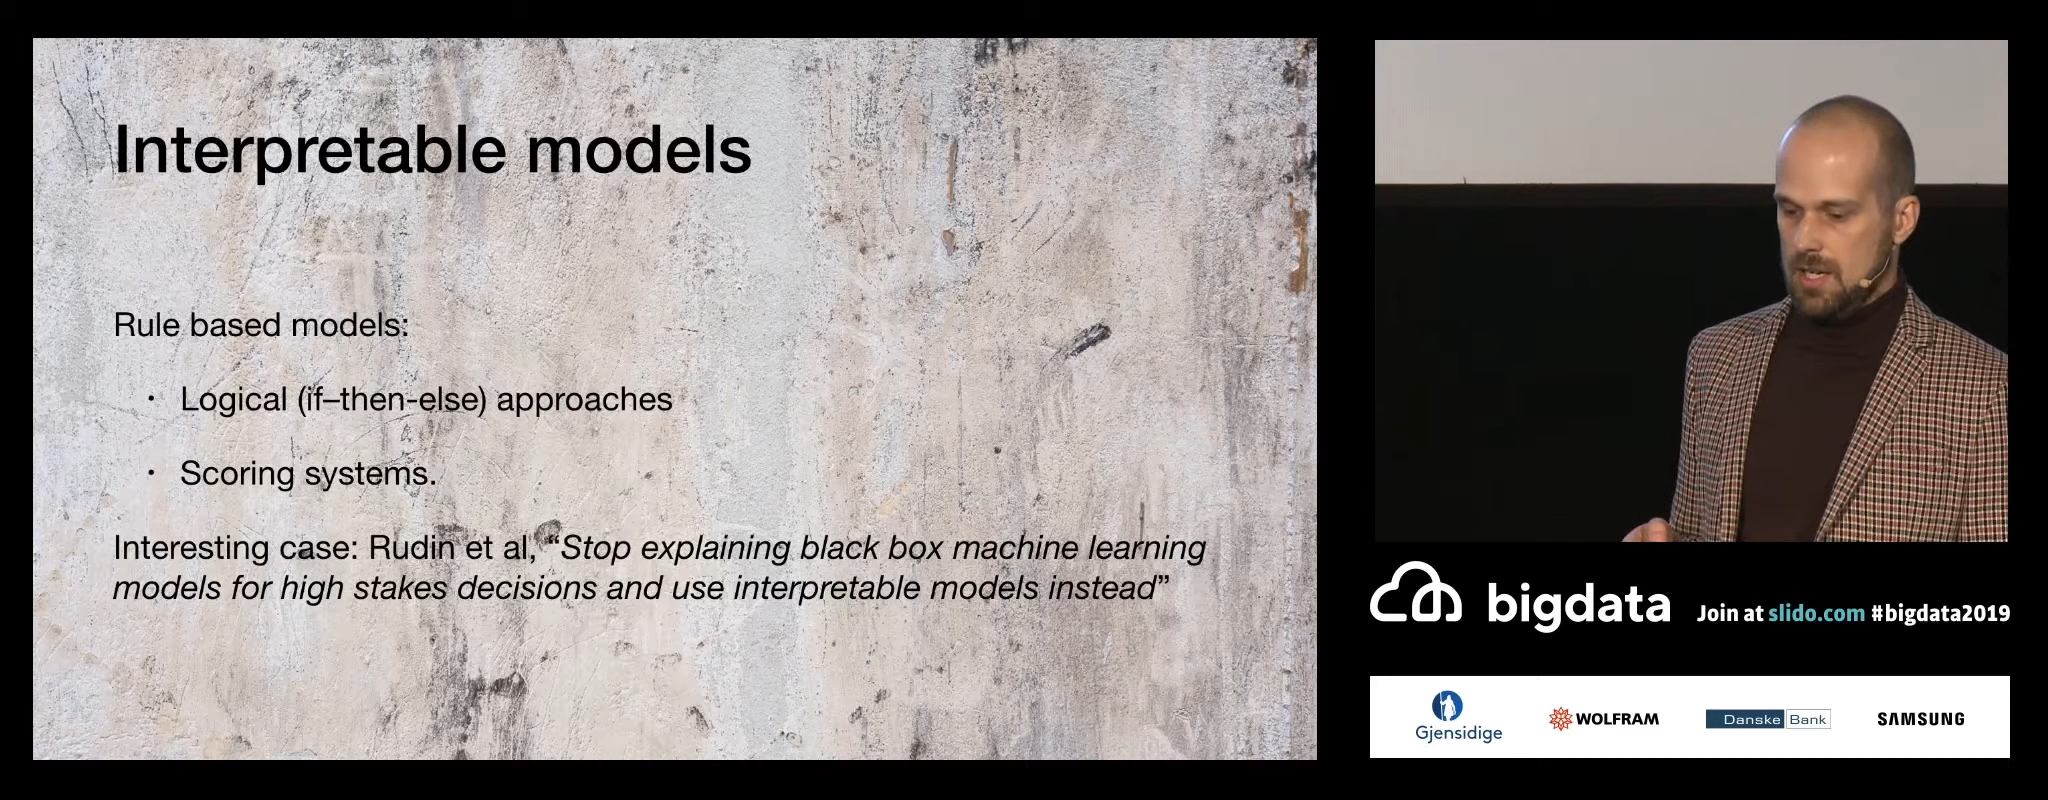 Interpretable models
Rule based models:
· Logical (if–then-else) approaches
· Scoring systems.
Interesting case: Rudin et al, “Stop explaining black box machine learning
models for high stakes decisions and use interpretable models instead”
bigdata
Join at slido.com #bigdata2019
Gjensidige
WOLFRAM
Danske Bank
SAMSUNG